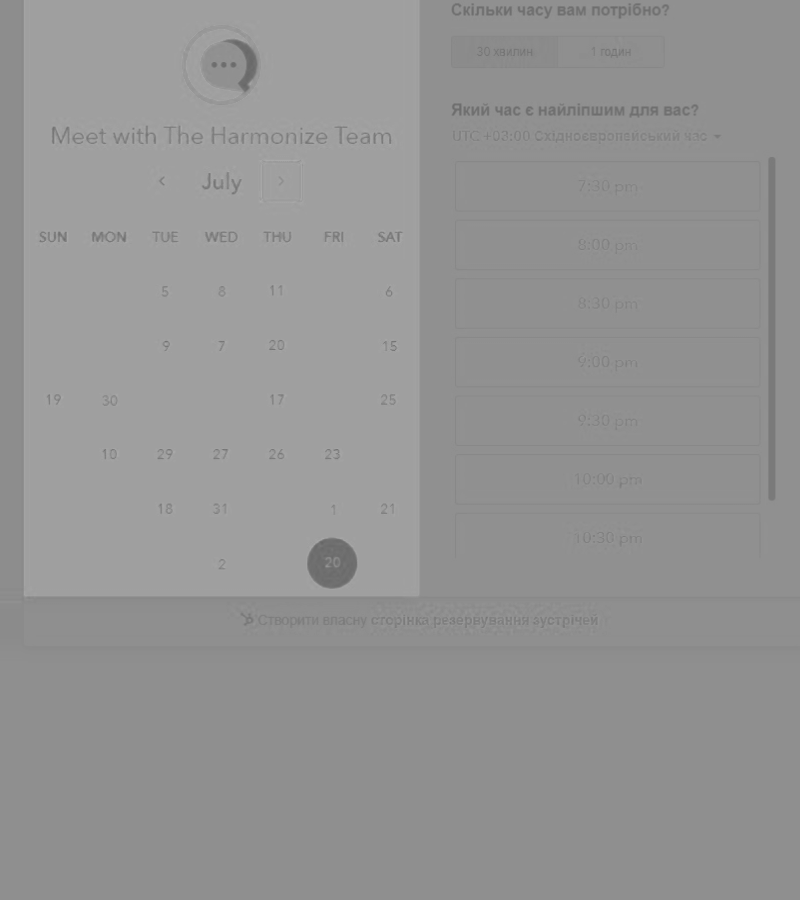 Meet with The Harmonize Team
July
SUN MON TUE WED THU FRI SAT
5 8 11 6
9 7 20 15
19 30 17 25
10 29 27 26 23
18 31 1 21
2 20
Скільки часу вам потрібно?
30 хвилин 1 годин
Який час є найліпшим для вас?
UTC +03:00 Східноєвропейський час
7:30 pm
8:00 pm
8:30 pm
9:00 pm
9:30 pm
10:00 pm
10:30 pm
Створити власну сторінка резервування зустрічей